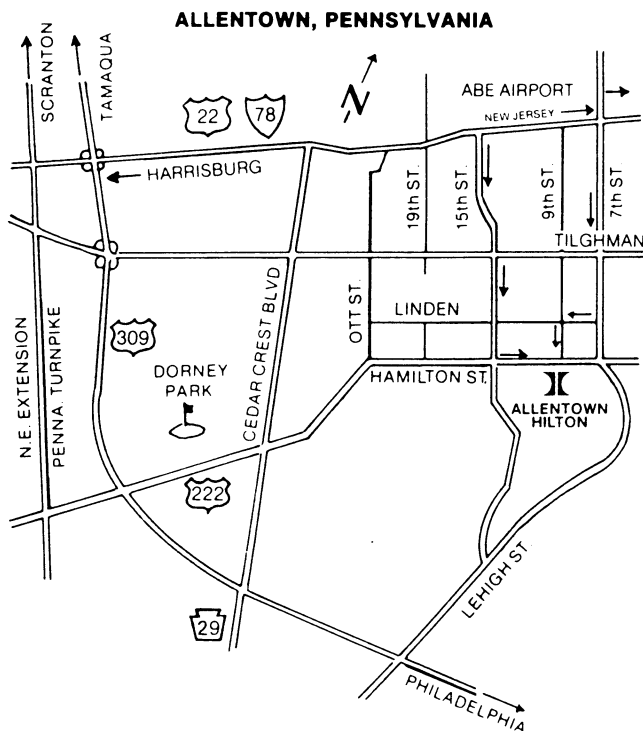 ALLENTOWN, PENNSYLVANIA
SCRANTON
TAMAQUA
N
22
78
ABE AIRPORT
NEW JERSEY
HARRISBURG
19th ST.
15th ST.
9th ST.
7th ST.
TILGHMAN
OTT ST.
LINDEN
CEDAR CREST BLVD
309
DORNEY
PARK
HAMILTON ST.
ALLENTOWN
HILTON
N.E. EXTENSION
PENNA. TURNPIKE
222
LEHIGH ST.
29
PHILADELPHIA